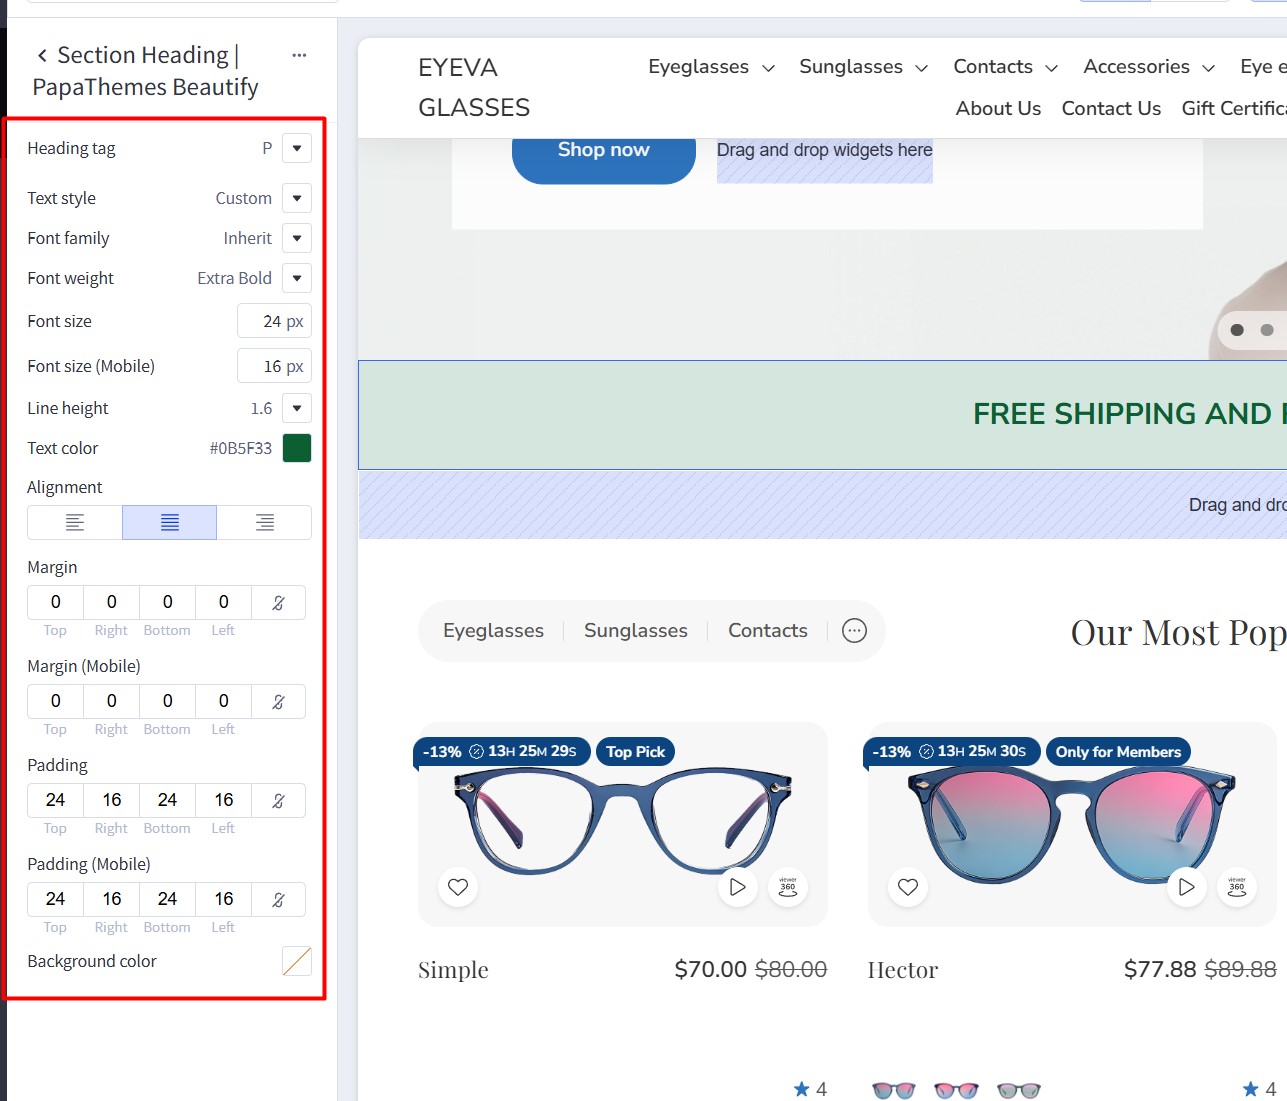 Section Heading |
PapaThemes Beautify
Heading tag P
Text style Custom
Font family Inherit
Font weight Extra Bold
Font size 24 px
Font size (Mobile) 16 px
Line height 1.6
Text color #0B5F33
Alignment
Margin
0 0 0 0
Top Right Bottom Left
Margin (Mobile)
0 0 0 0
Top Right Bottom Left
Padding
24 16 24 16
Top Right Bottom Left
Padding (Mobile)
24 16 24 16
Top Right Bottom Left
Background color
EYEVA
GLASSES
Eyeglasses Sunglasses Contacts Accessories Eye e
About Us Contact Us Gift Certifica
Shop now Drag and drop widgets here
FREE SHIPPING AND
Drag and dro
Eyeglasses Sunglasses Contacts
Our Most Pop
-13% 13H 25M 29S Top Pick
-13% 13H 25M 30S Only for Members
viewer
360
viewer
360
Simple $70.00 $80.00
Hector $77.88 $89.88
4
4